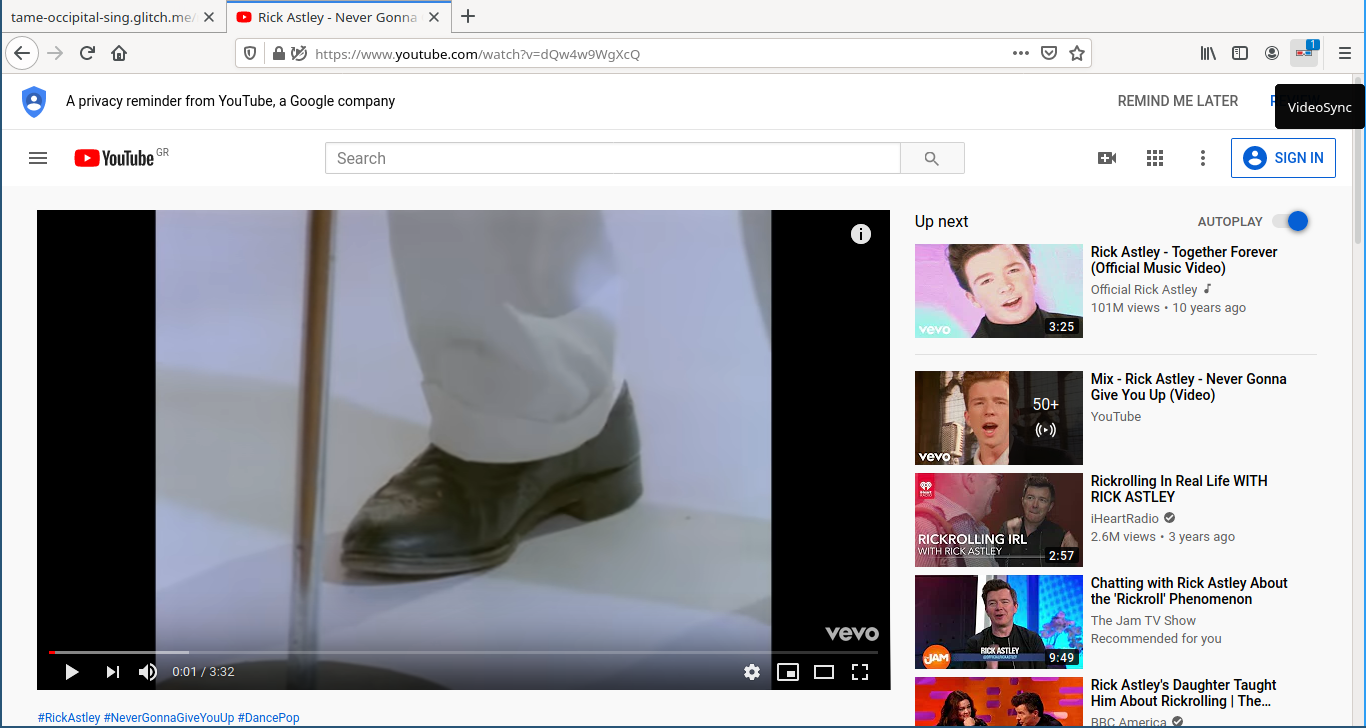 tame-occipital-sing.glitch.me/
Rick Astley - Never Gonna
https://www.youtube.com/watch?v=dQw4w9WgXcQ
1
A privacy reminder from YouTube, a Google company
REMIND ME LATER
VideoSync
YouTube GR
Search
SIGN IN
vevo
0:01 / 3:32
#RickAstley #NeverGonnaGiveYouUp #DancePop
Up next
AUTOPLAY
vevo
3:25
Rick Astley - Together Forever
(Official Music Video)
Official Rick Astley
101M views • 10 years ago
50+
vevo
Mix - Rick Astley - Never Gonna
Give You Up (Video)
YouTube
RICKROLLING IRL
WITH RICK ASTLEY
2:57
Rickrolling In Real Life WITH
RICK ASTLEY
iHeartRadio
2.6M views • 3 years ago
JAM
RICK ASTLEY
9:49
Chatting with Rick Astley About
the 'Rickroll' Phenomenon
The Jam TV Show
Recommended for you
Rick Astley's Daughter Taught
Him About Rickrolling | The...
BBC America